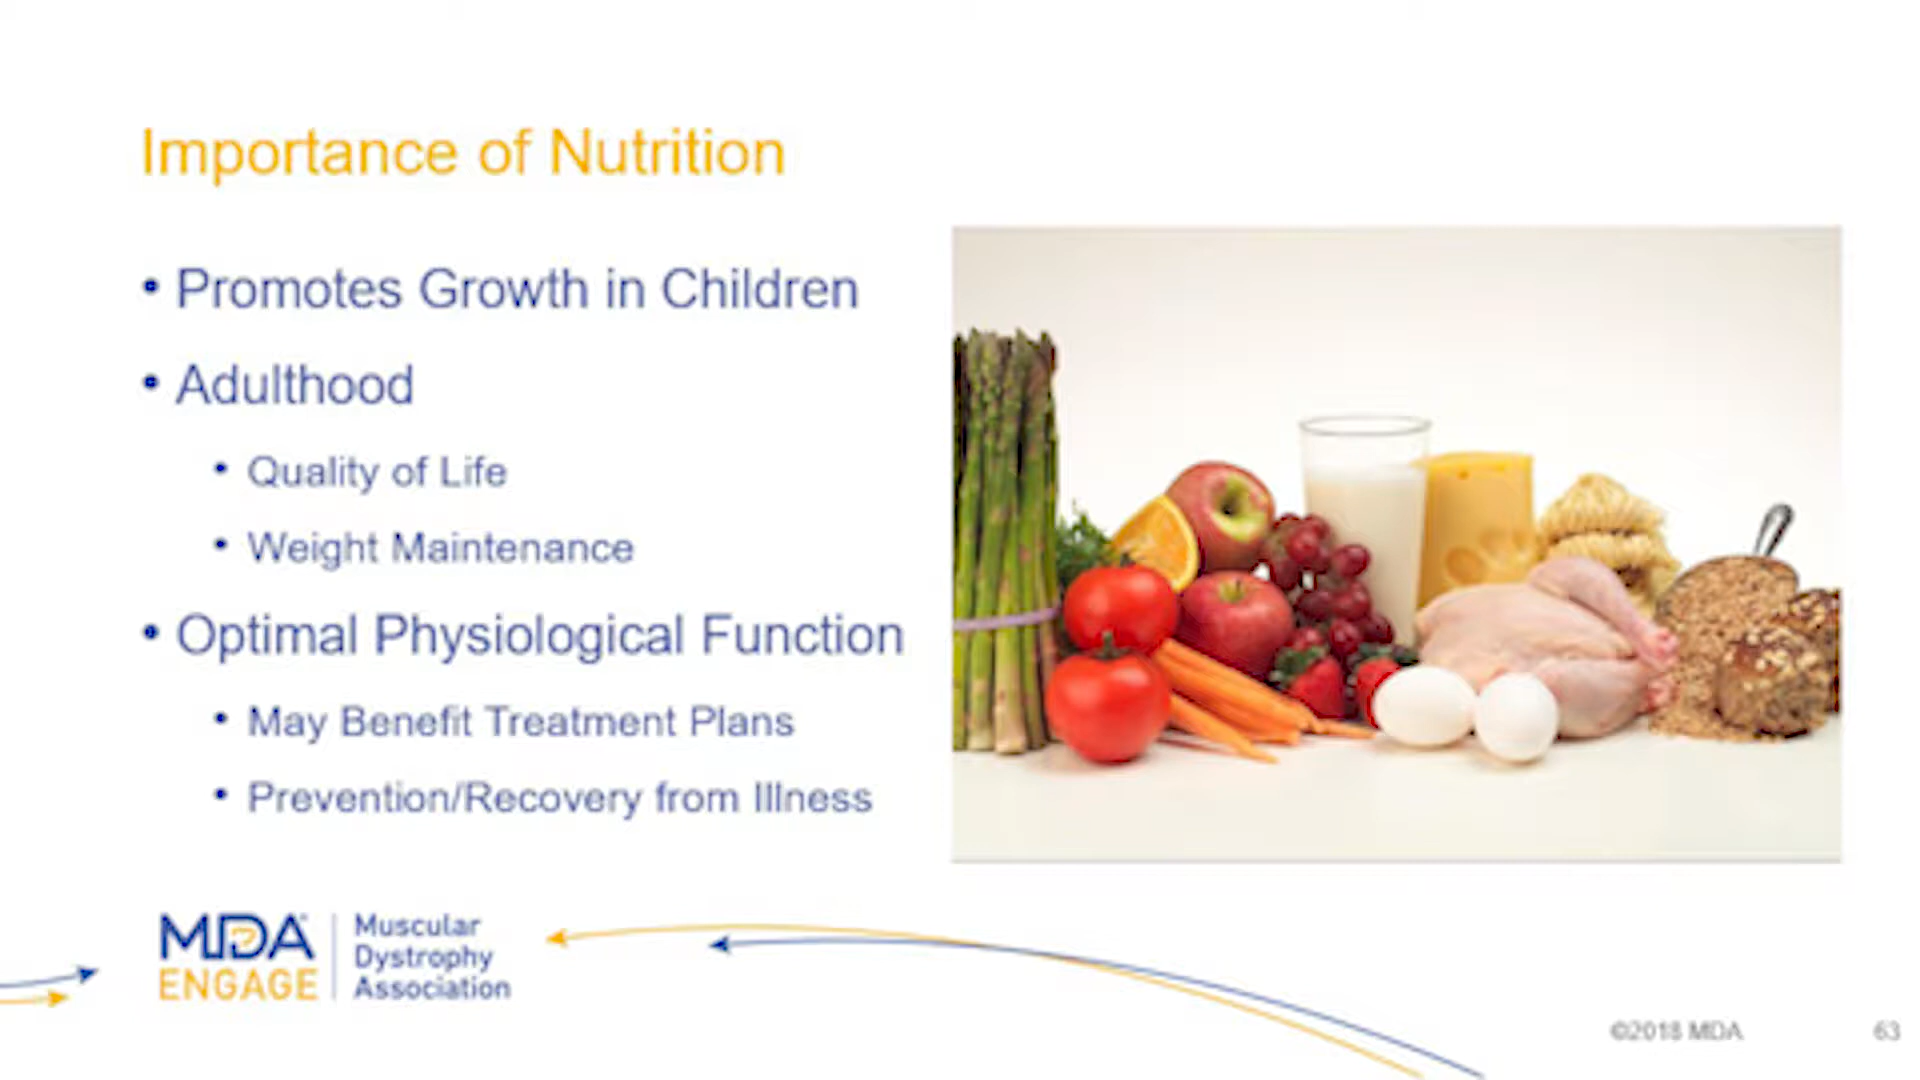 Importance of Nutrition
• Promotes Growth in Children
• Adulthood
• Quality of Life
• Weight Maintenance
• Optimal Physiological Function
• May Benefit Treatment Plans
• Prevention/Recovery from Illness
MDA
ENGAGE
Muscular
Dystrophy
Association
©2018 MDA
63